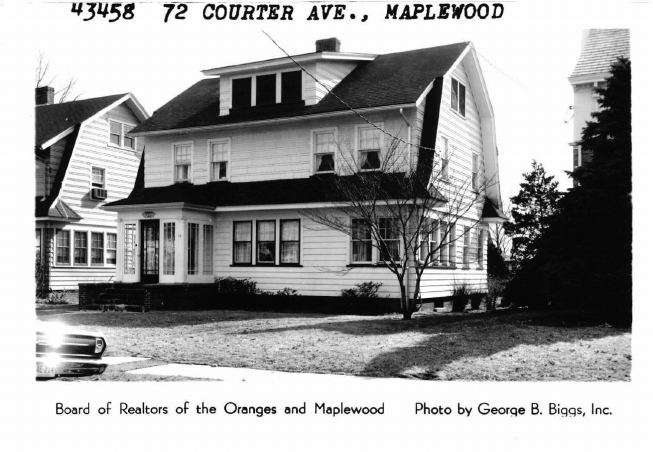 43458 72 COURTER AVE., MAPLEWOOD
Board of Realtors of the Oranges and Maplewood Photo by George B. Biggs, Inc.